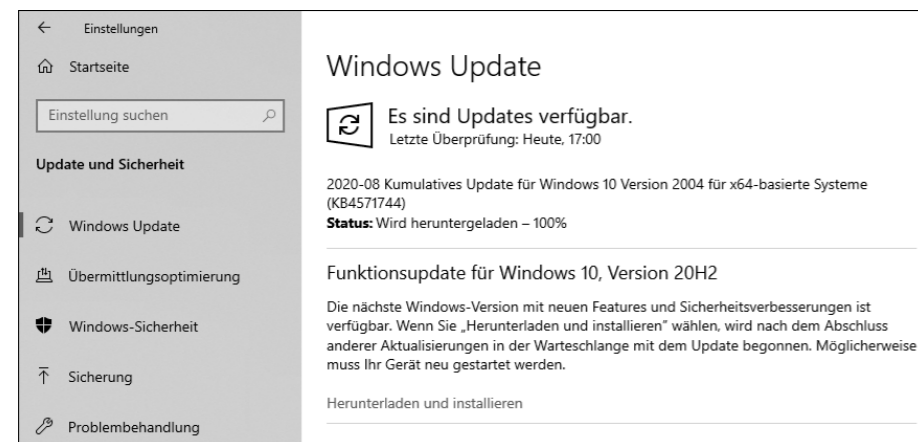 Einstellungen
Startseite
Einstellung suchen
Update und Sicherheit
Windows Update
Übermittlungsoptimierung
Windows-Sicherheit
Sicherung
Problembehandlung
Windows Update
Es sind Updates verfügbar.
Letzte Überprüfung: Heute, 17:00
2020-08 Kumulatives Update für Windows 10 Version 2004 für x64-basierte Systeme
(KB4571744)
Status: Wird heruntergeladen – 100%
Funktionsupdate für Windows 10, Version 20H2
Die nächste Windows-Version mit neuen Features und Sicherheitsverbesserungen ist
verfügbar. Wenn Sie „Herunterladen und installieren“ wählen, wird nach dem Abschluss
anderer Aktualisierungen in der Warteschlange mit dem Update begonnen. Möglicherweise
muss Ihr Gerät neu gestartet werden.
Herunterladen und installieren